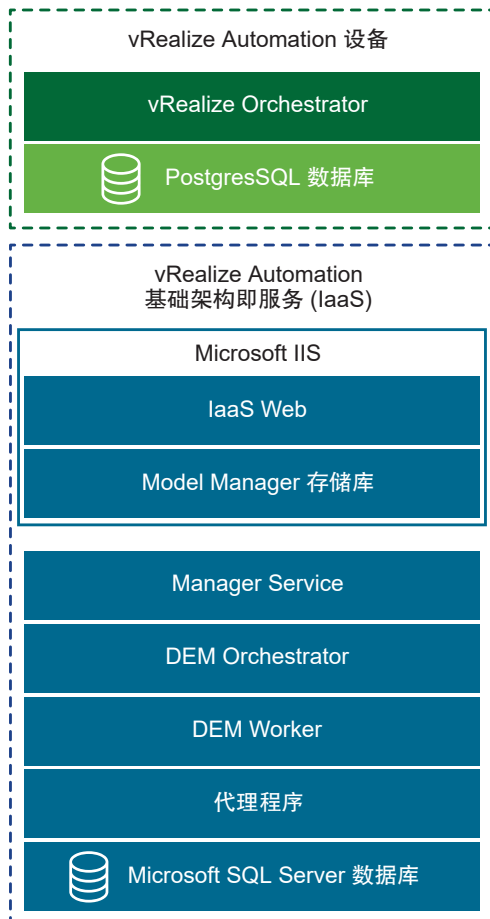 vRealize Automation 设备
vRealize Orchestrator
PostgresSQL 数据库
vRealize Automation
基础架构即服务 (IaaS)
Microsoft IIS
IaaS Web
Model Manager 存储库
Manager Service
DEM Orchestrator
DEM Worker
代理程序
Microsoft SQL Server 数据库